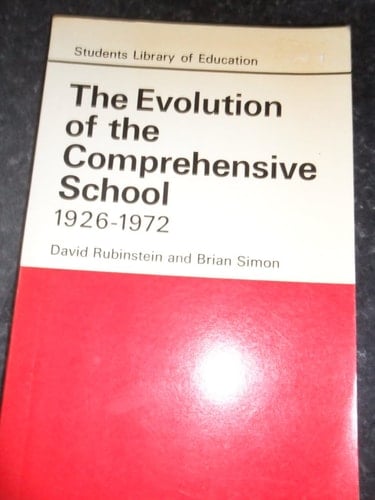 Students Library of Education
The Evolution
of the
Comprehensive
School
1926-1972
David Rubinstein and Brian Simon